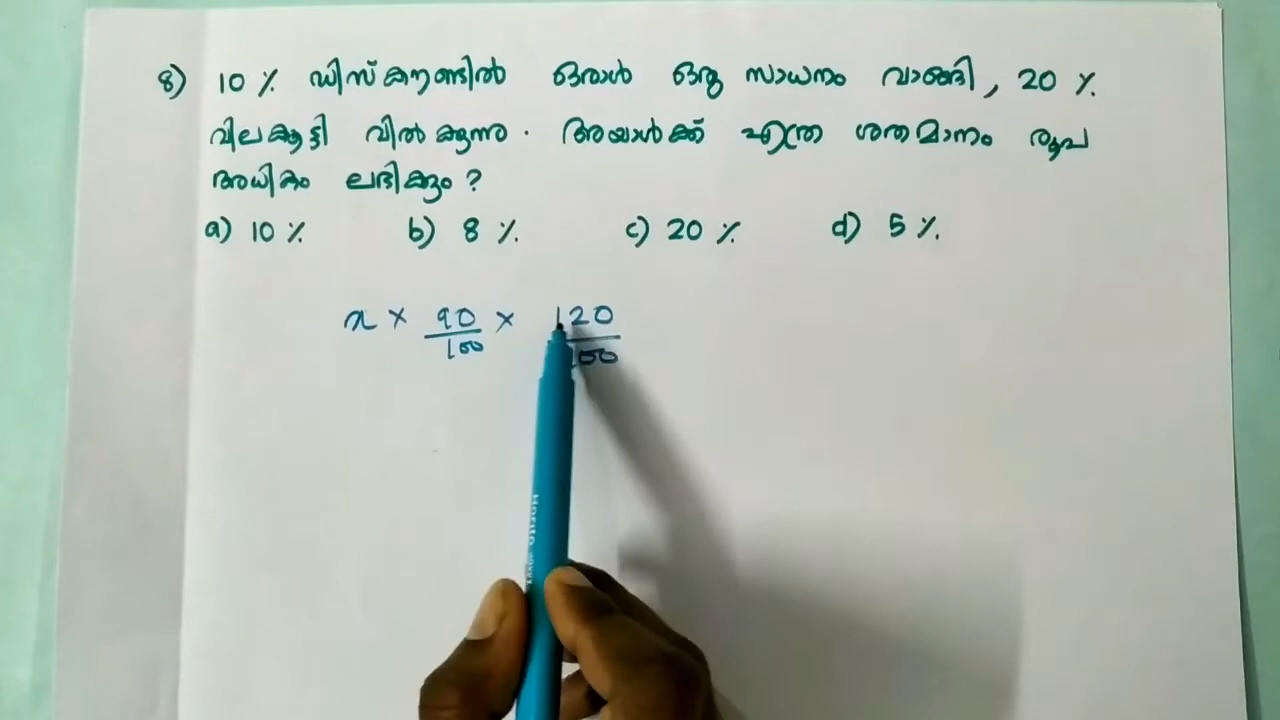 8) 10 % ഡിസ്കൗണ്ടിൽ ഒരാൾ ഒരു സാധനം വാങ്ങി, 20 %
വിലകൂട്ടി വിൽക്കുന്നു. അയാൾക്ക് എത്ര ശതമാനം രൂപ
അധികം ലഭിക്കും ?
a) 10 % b) 8 % c) 20 % d) 5 %
x × 90/100 × 120/100